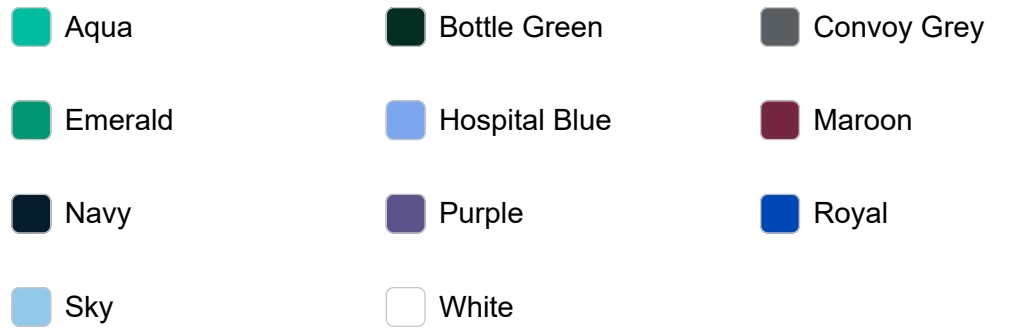 Aqua
Bottle Green
Convoy Grey
Emerald
Hospital Blue
Maroon
Navy
Purple
Royal
Sky
White